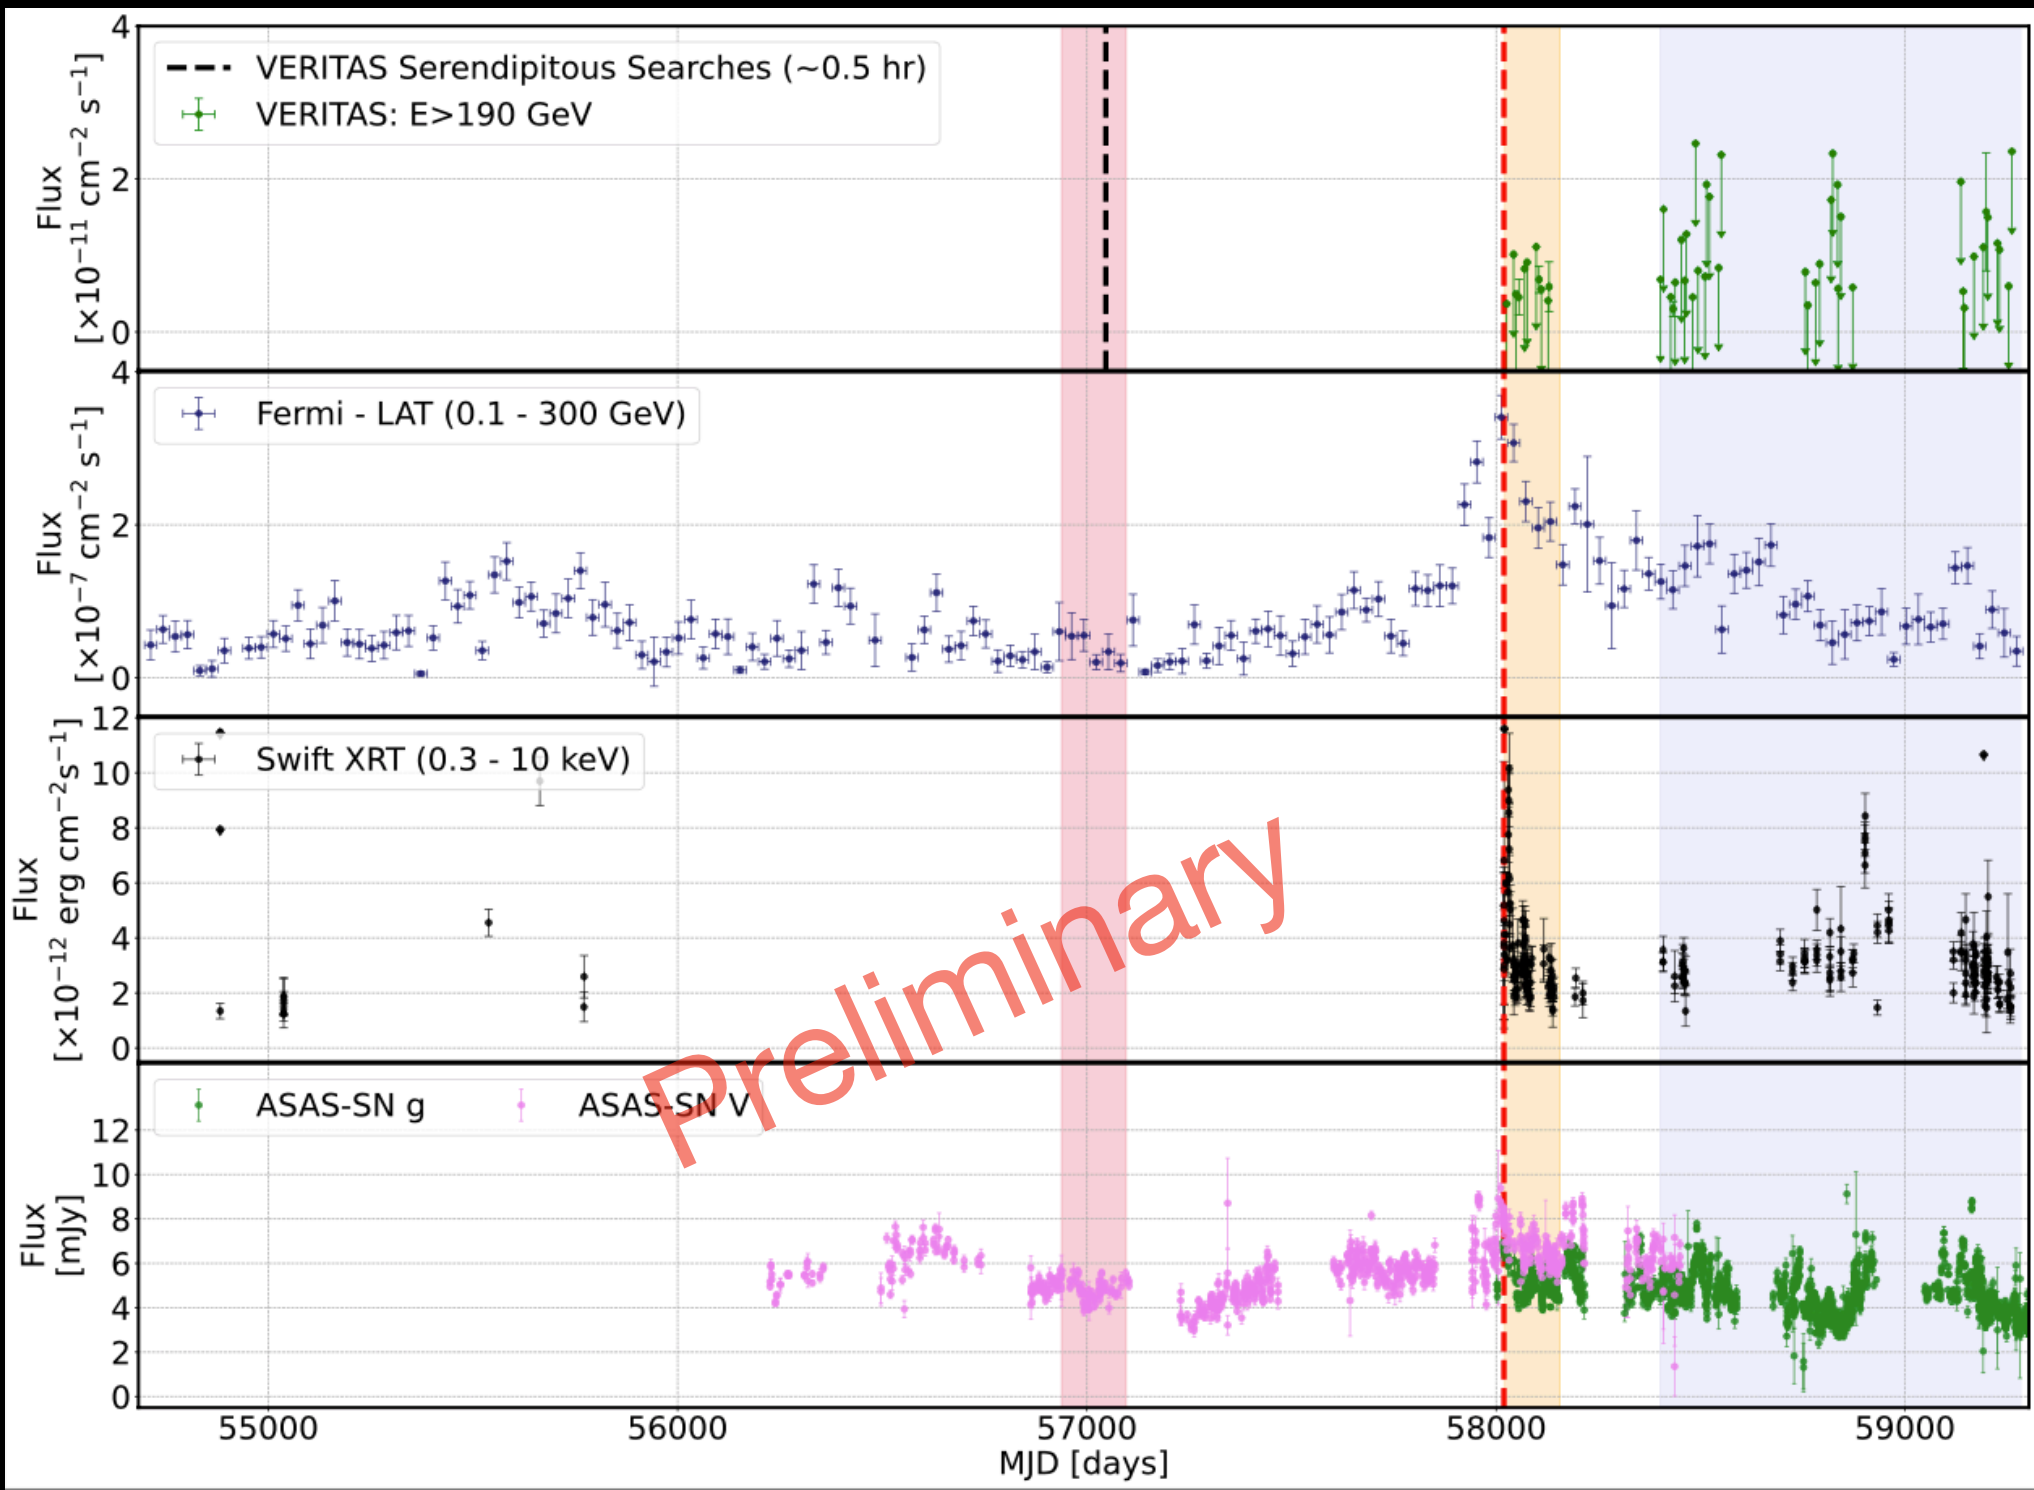 4
VERITAS Serendipitous Searches (~0.5 hr)
VERITAS: E>190 GeV
2
0
Flux
[×10⁻¹¹ cm⁻² s⁻¹]
4
Fermi - LAT (0.1 - 300 GeV)
2
0
Flux
[×10⁻⁷ cm⁻² s⁻¹]
12
Swift XRT (0.3 - 10 keV)
10
8
6
4
2
0
Flux
[×10⁻¹² erg cm⁻²s⁻¹]
Preliminary
ASAS-SN g
ASAS-SN V
12
10
8
6
4
2
0
Flux
[mJy]
55000
56000
57000
58000
59000
MJD [days]